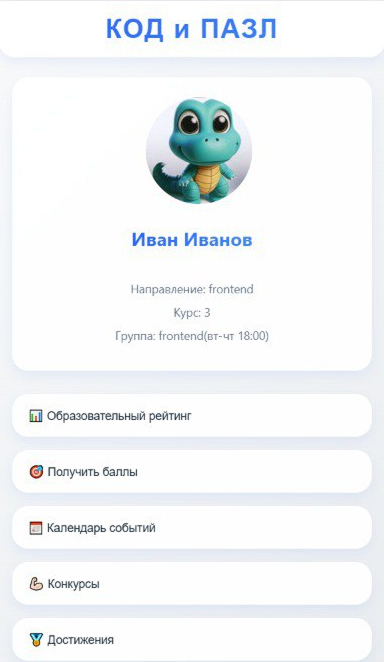 КОД и ПАЗЛ
Иван Иванов
Направление: frontend
Курс: 3
Группа: frontend(вт-чт 18:00)
Образовательный рейтинг
Получить баллы
Календарь событий
Конкурсы
Достижения